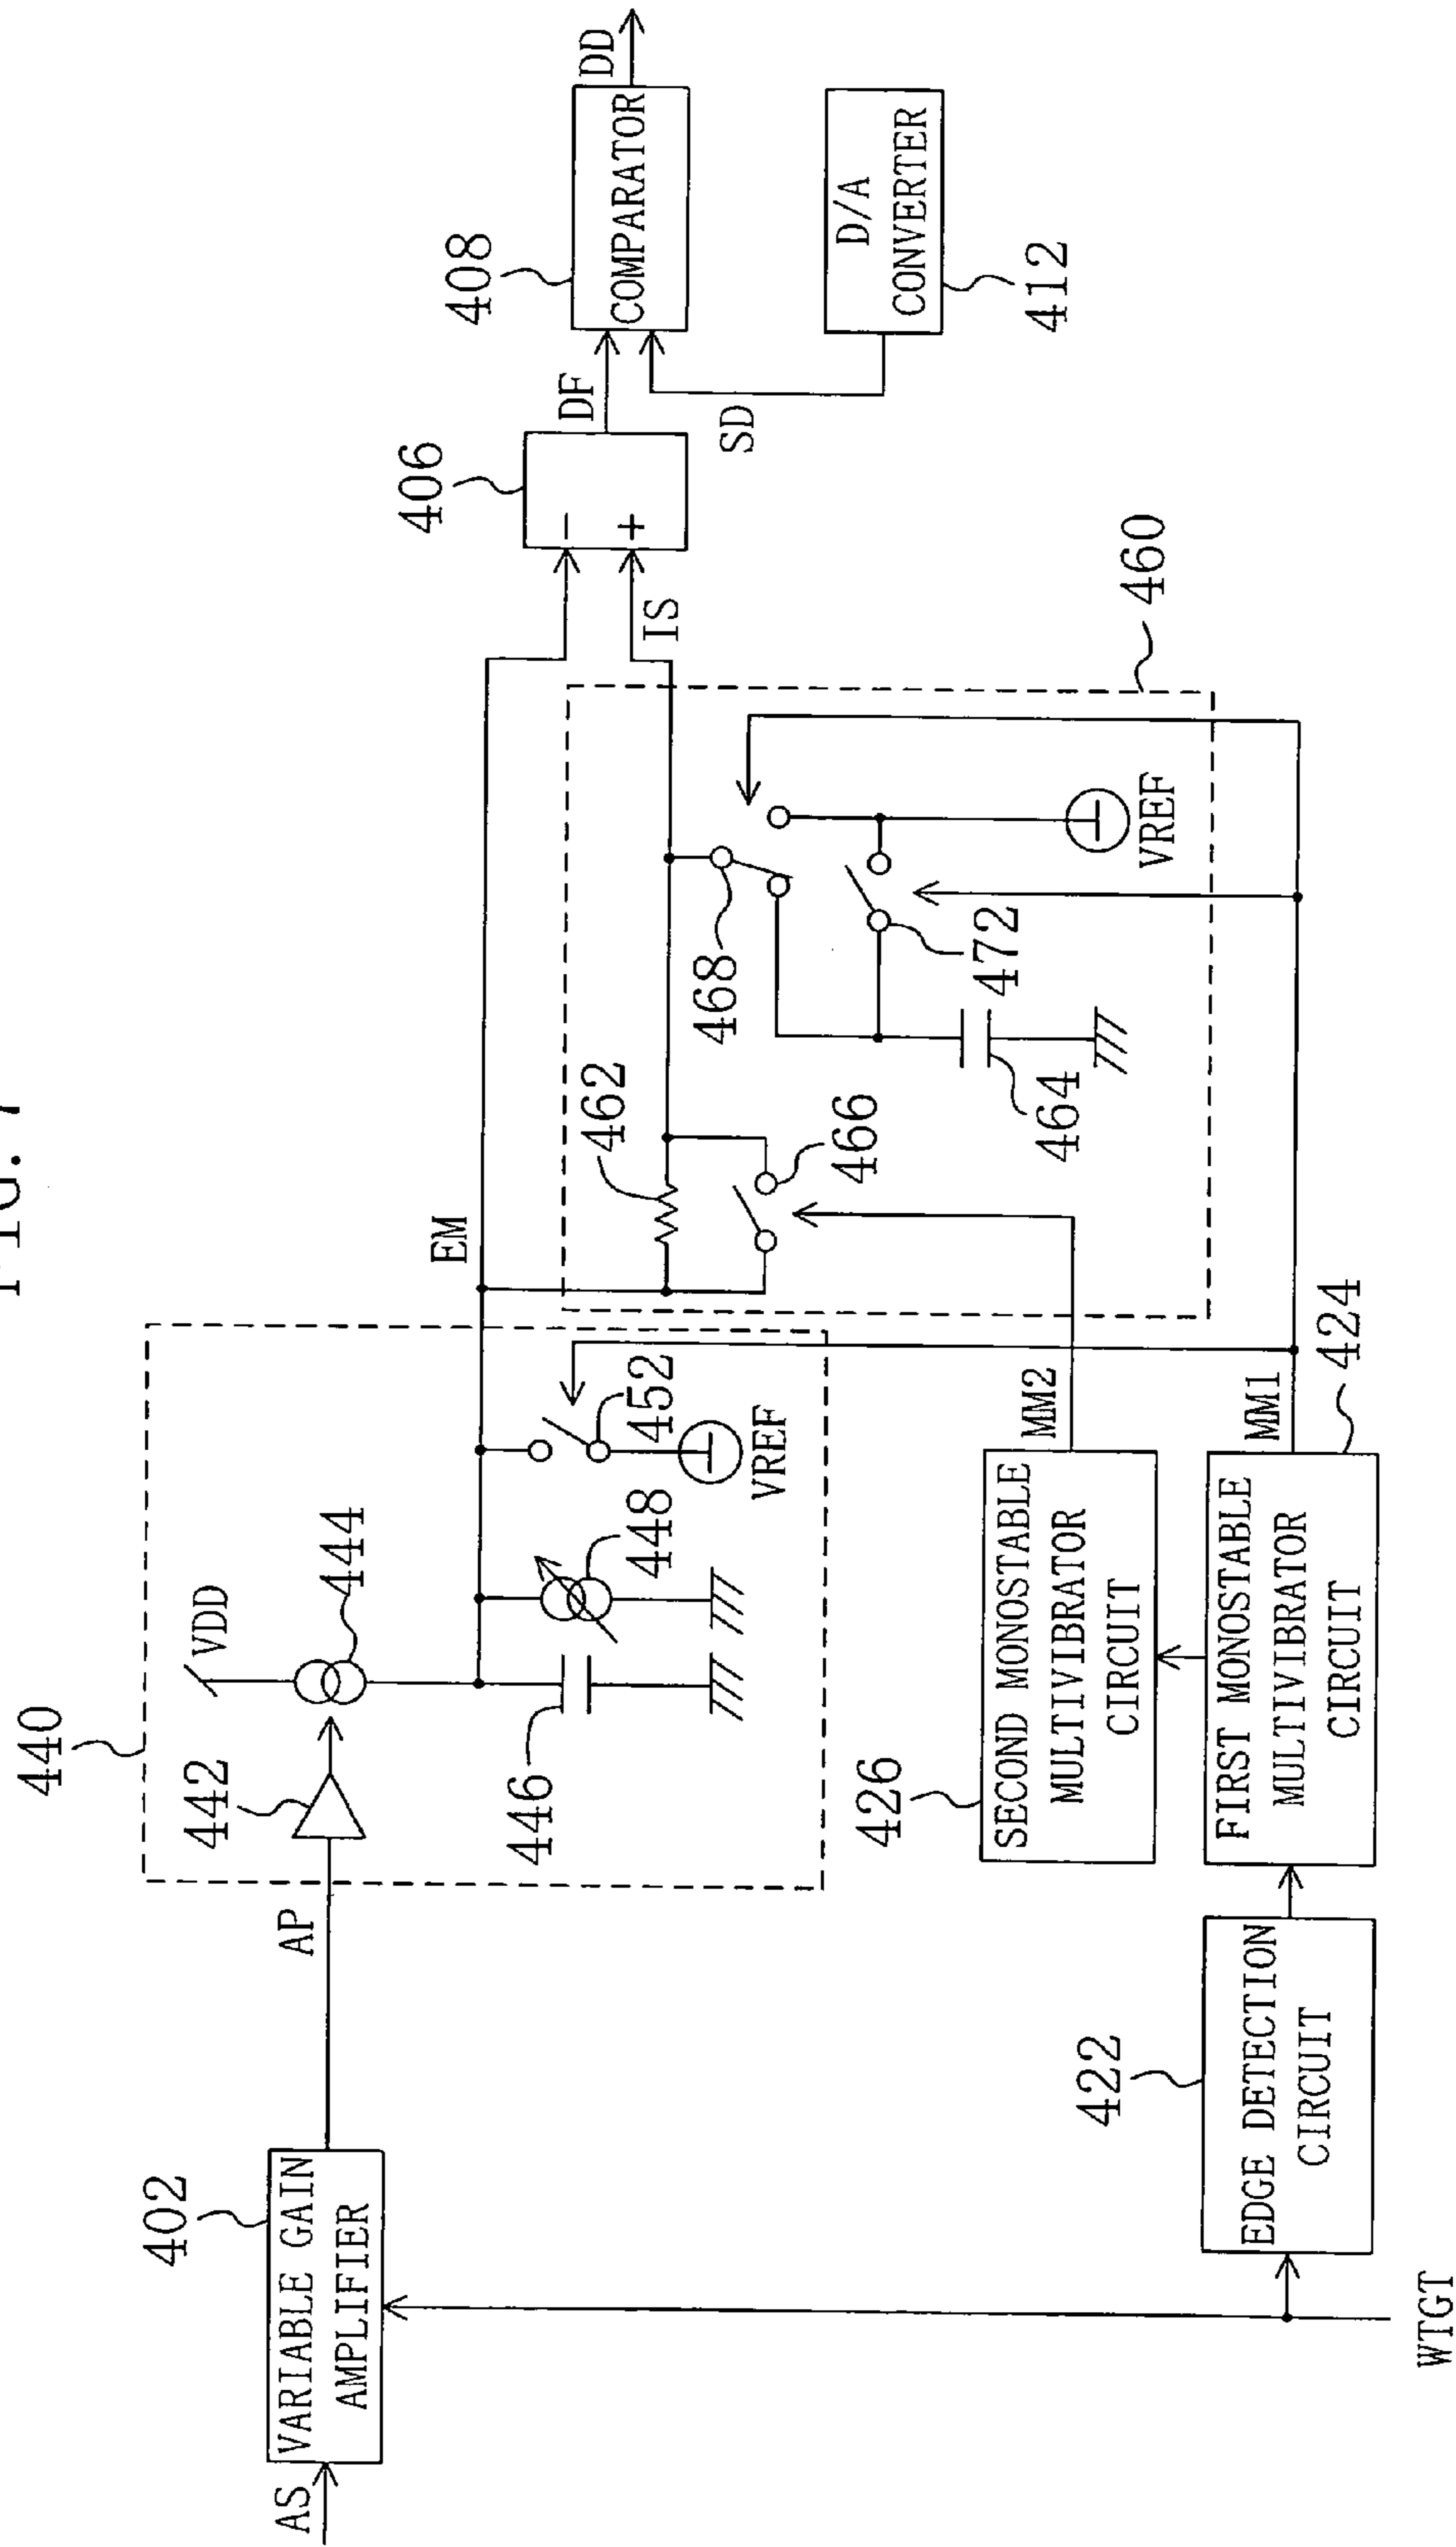 FIG. 7
440
442
VDD
444
402
AS
VARIABLE GAIN
AMPLIFIER
AP
446
448
452
VREF
EM
462
466
468
464
472
VREF
460
IS
406
−
+
DF
408
COMPARATOR
DD
SD
D/A
CONVERTER
412
426
SECOND MONOSTABLE
MULTIVIBRATOR
CIRCUIT
MM2
422
EDGE DETECTION
CIRCUIT
FIRST MONOSTABLE
MULTIVIBRATOR
CIRCUIT
MM1
424
WTGT